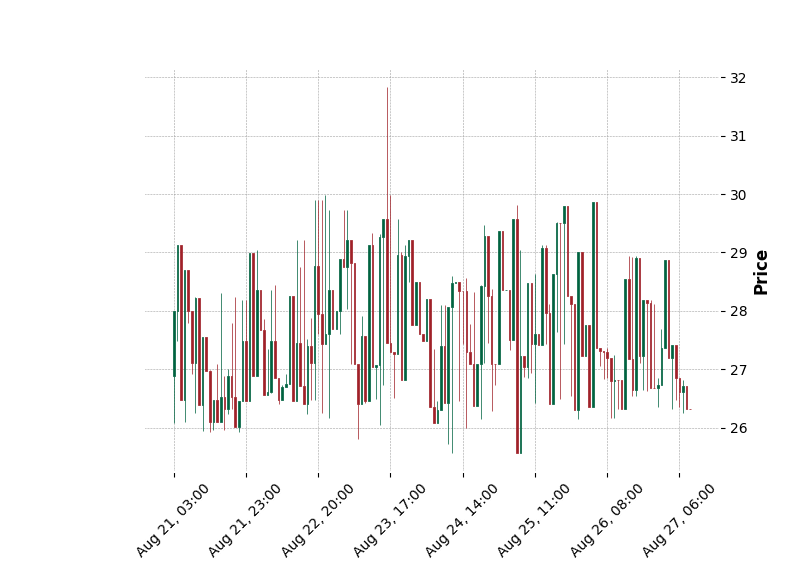 32
31
30
29
28
27
26
Price
Aug 21, 03:00
Aug 21, 23:00
Aug 22, 20:00
Aug 23, 17:00
Aug 24, 14:00
Aug 25, 11:00
Aug 26, 08:00
Aug 27, 06:00